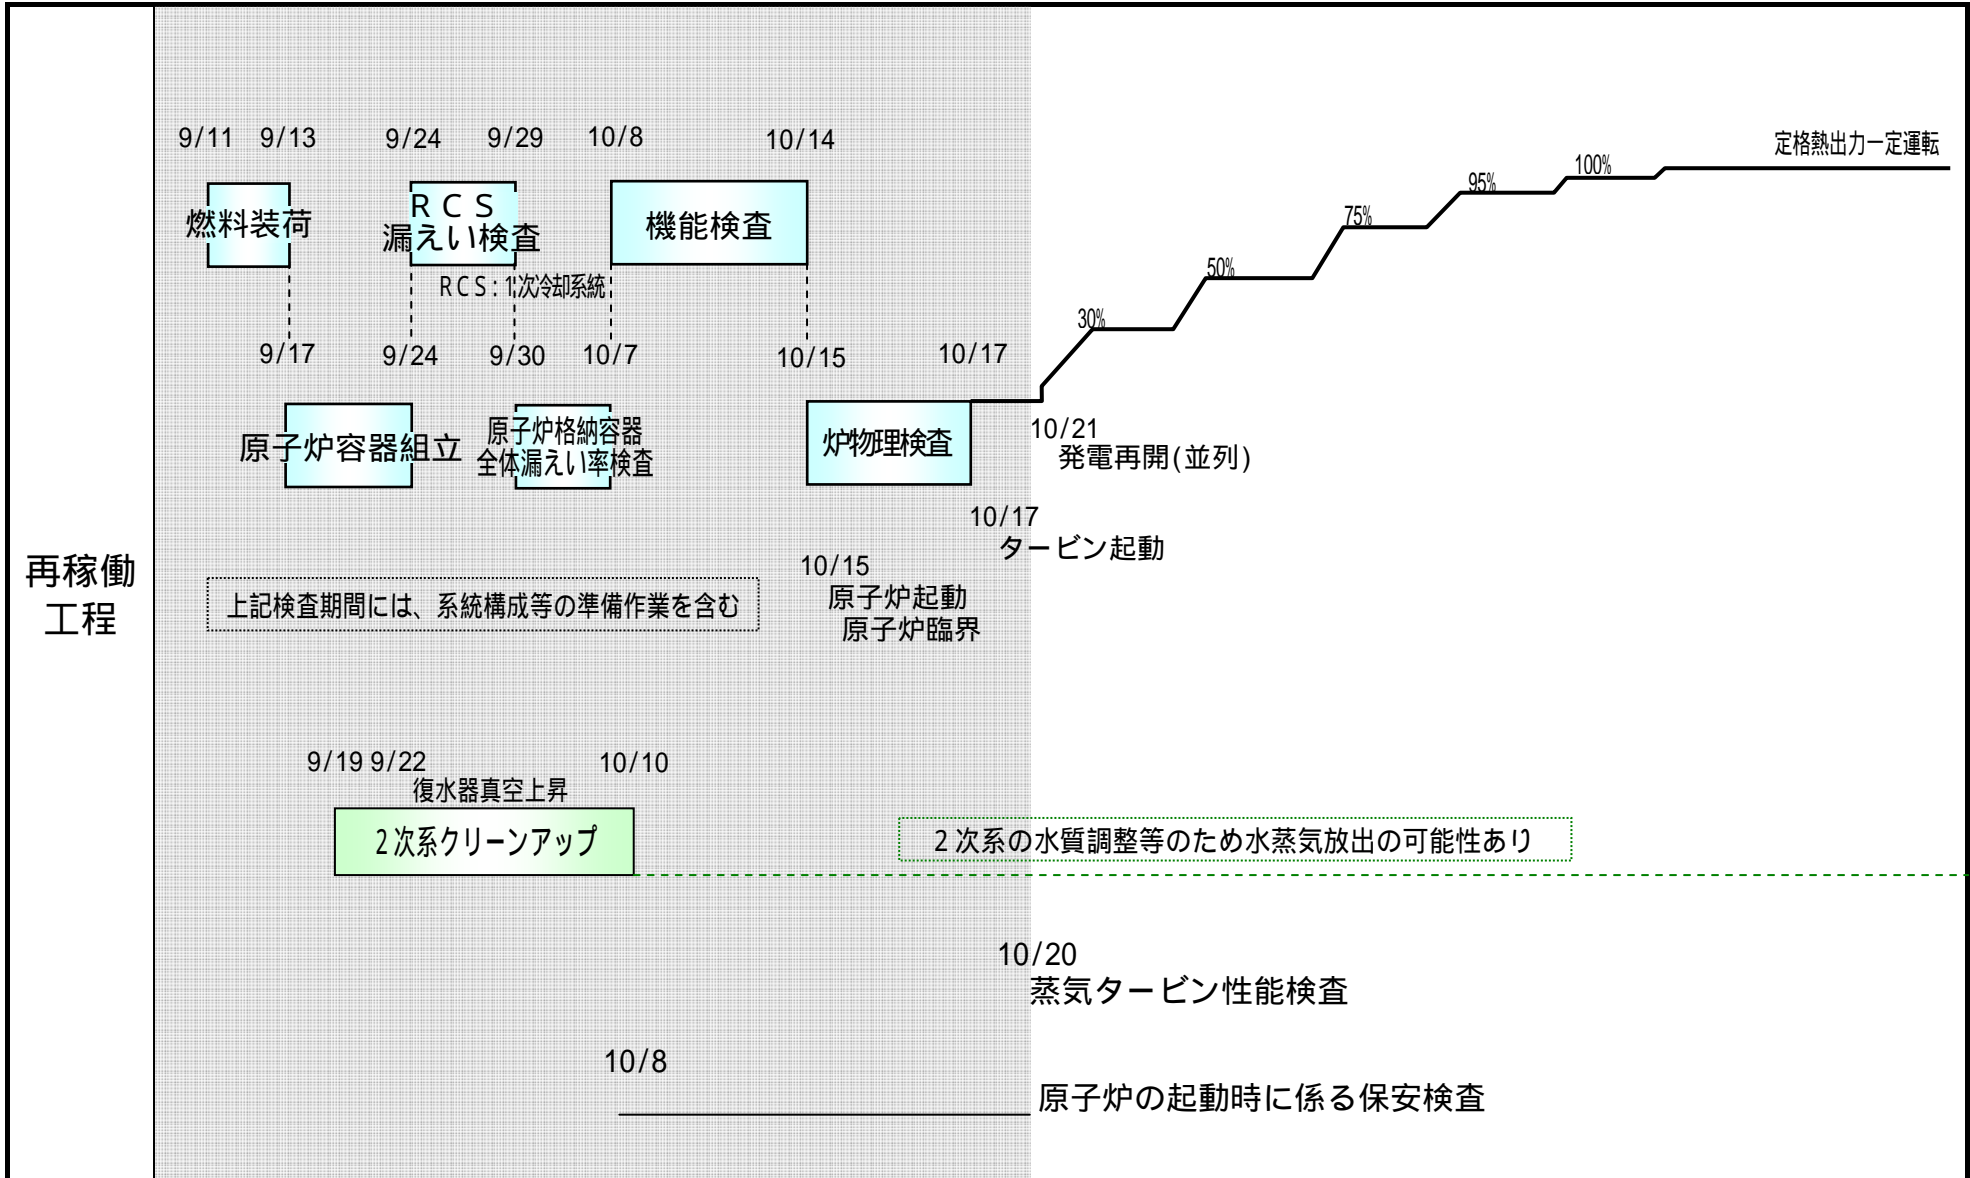 再稼働
工程
9/11 9/13 9/24 9/29 10/8 10/14
燃料装荷
RCS
漏えい検査
機能検査
RCS:1次冷却系統
9/17 9/24 9/30 10/7 10/15 10/17
原子炉容器組立
原子炉格納容器
全体漏えい率検査
炉物理検査
30%
50%
75%
95%
100%
定格熱出力一定運転
10/21
発電再開(並列)
10/17
タービン起動
10/15
原子炉起動
原子炉臨界
上記検査期間には、系統構成等の準備作業を含む
9/19 9/22 10/10
復水器真空上昇
2次系クリーンアップ
2次系の水質調整等のため水蒸気放出の可能性あり
10/20
蒸気タービン性能検査
10/8
原子炉の起動時に係る保安検査